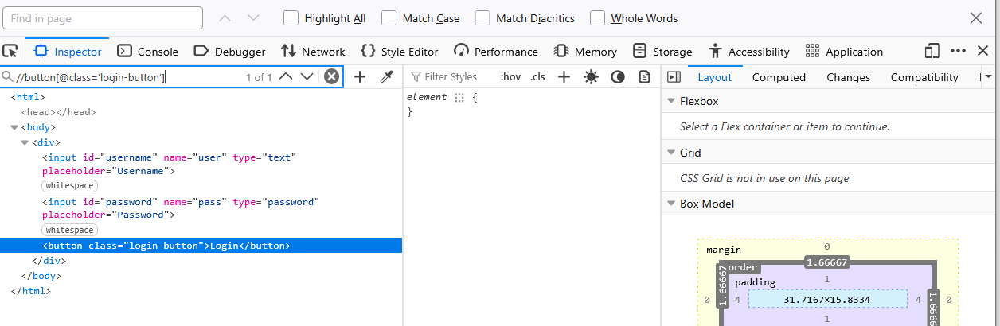 Find in page Highlight All Match Case Match Diacritics Whole Words
Inspector Console Debugger Network Style Editor Performance Memory Storage Accessibility Application
//button[@class='login-button'] 1 of 1
Filter Styles :hov .cls
Layout Computed Changes Compatibility
<html>
<head></head>
<body>
<div>
<input id="username" name="user" type="text"
placeholder="Username">
whitespace
<input id="password" name="pass" type="password"
placeholder="Password">
whitespace
<button class="login-button">Login</button>
</div>
</body>
</html>
element {
}
Flexbox
Select a Flex container or item to continue.
Grid
CSS Grid is not in use on this page
Box Model
margin 0
order 1.66667
padding 1
0 1.66667 4 31.7167×15.8334 4 1.6666 0
1